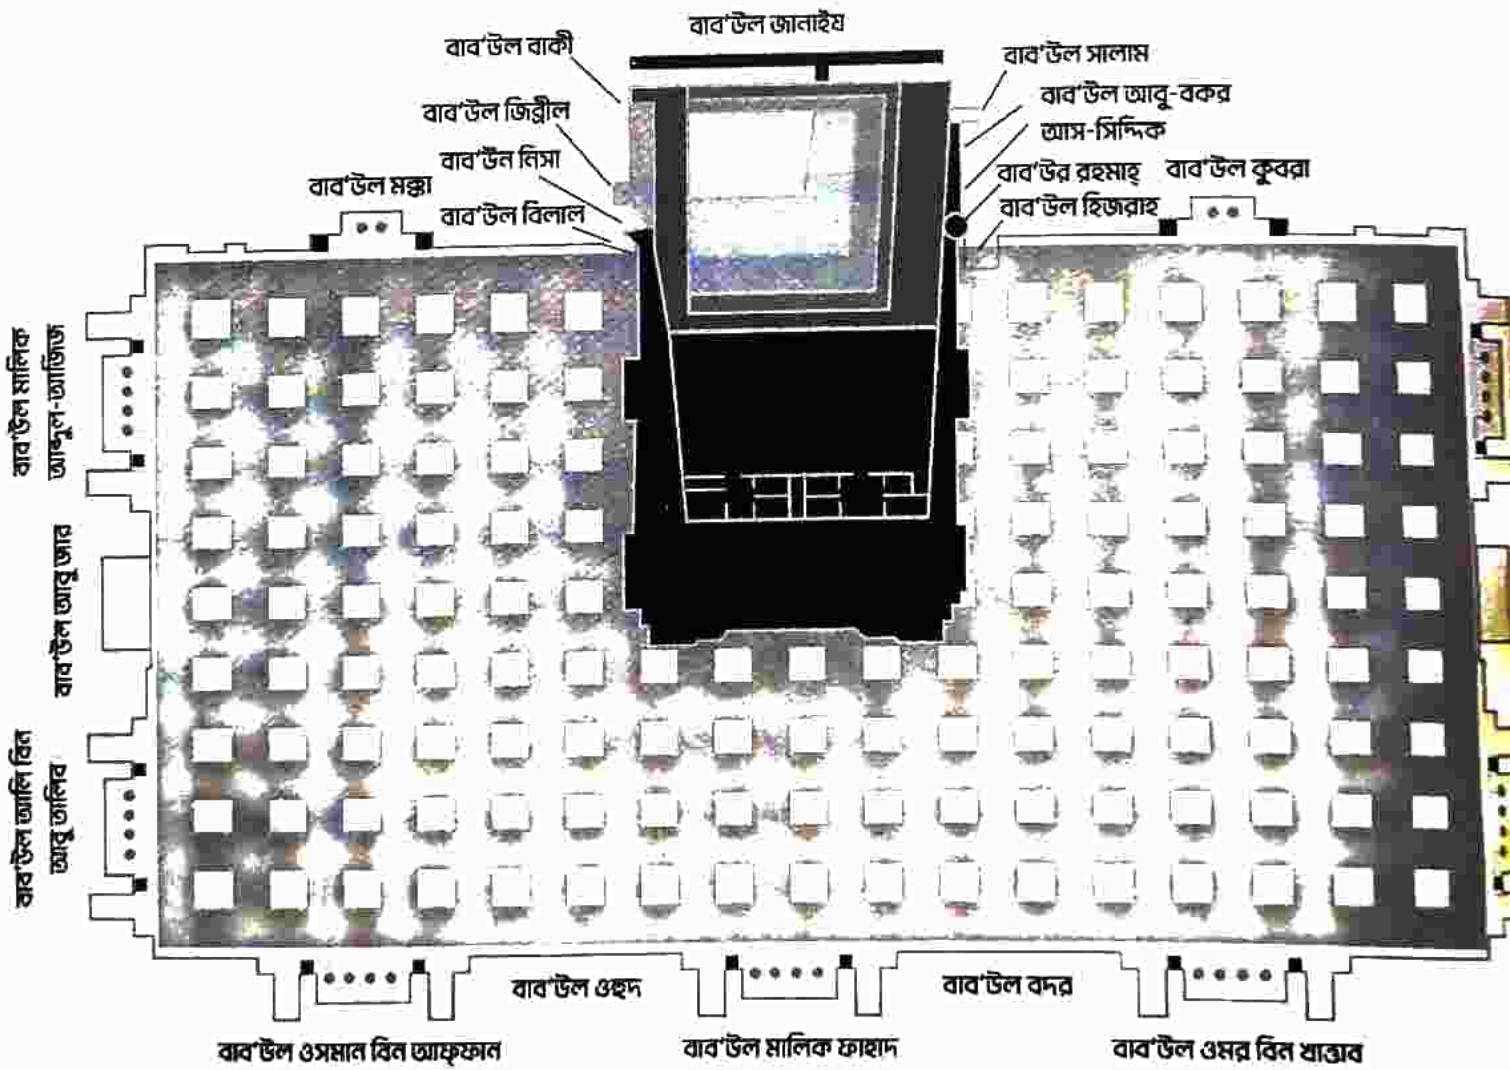 বাব'উল জানাইয
বাব'উল বাকী
বাব'উল সালাম
বাব'উল জিব্রীল
বাব'উল আবু-বকর
আস-সিদ্দিক
বাব'উন নিসা
বাব'উর রহমাহ্
বাব'উল মক্কা
বাব'উল কুবরা
বাব'উল বিলাল
বাব'উল হিজরাহ
বাব'উল মালিক
আব্দুল-আজিজ
বাব'উল আবু জার
বাব'উল আলি বিন
আবু তালিব
বাব'উল ওহুদ
বাব'উল বদর
বাব'উল ওসমান বিন আফ্ফান
বাব'উল মালিক ফাহাদ
বাব'উল ওমর বিন খাত্তাব